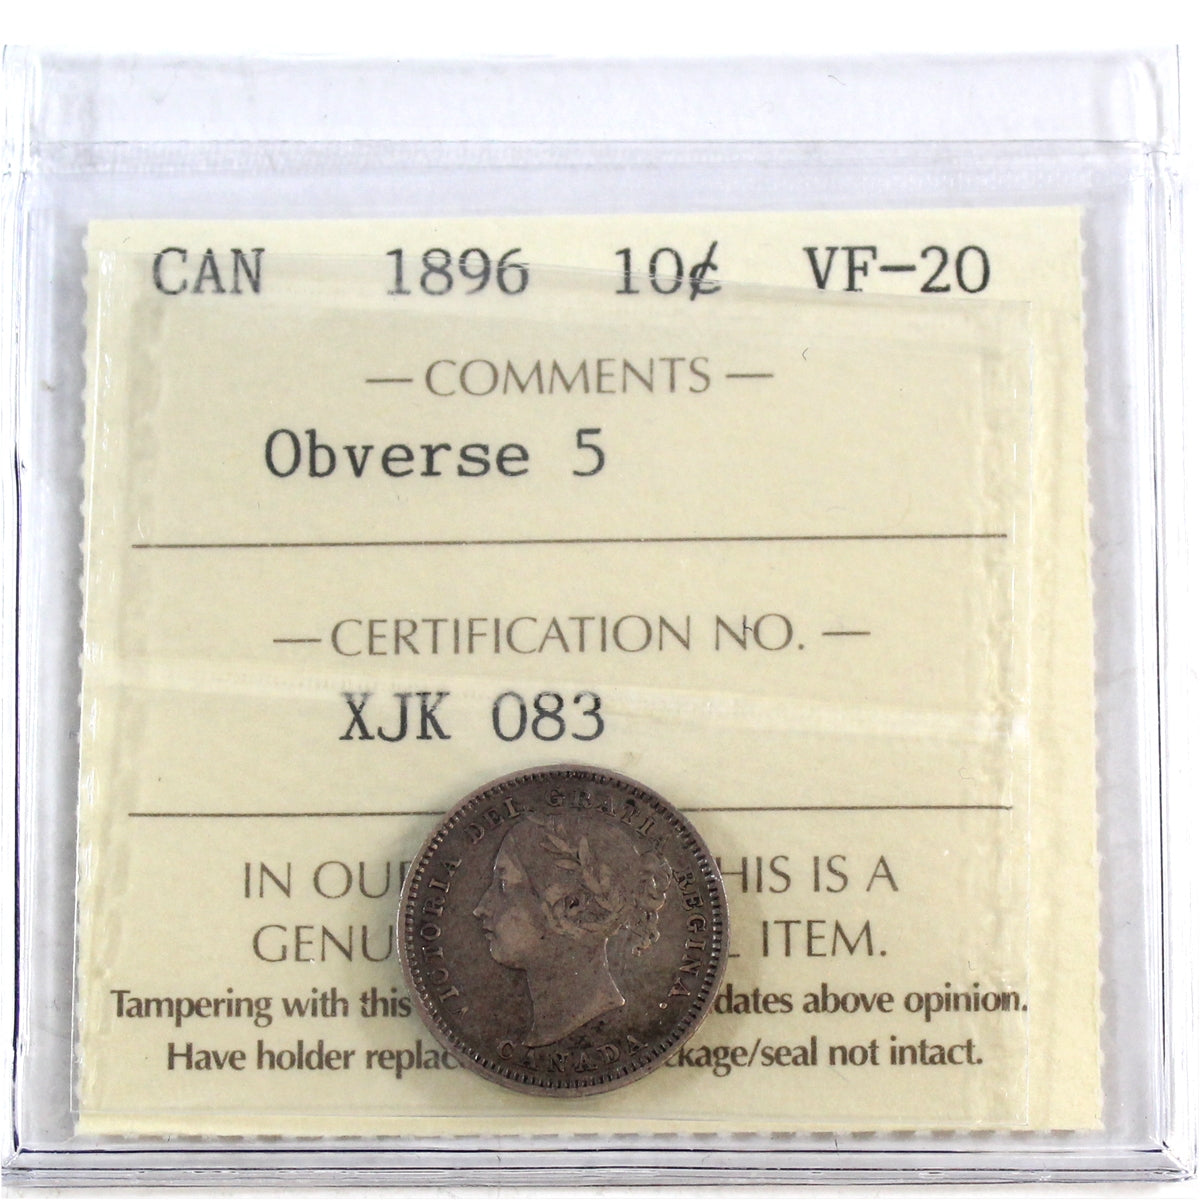 CAN 1896 10¢ VF-20
— COMMENTS —
Obverse 5
— CERTIFICATION NO. —
XJK 083
IN OU HIS IS A
GENU ITEM.
Tampering with this dates above opinion.
Have holder replac ckage/seal not intact.
VICTORIA DEI GRATIA REGINA.
CANADA